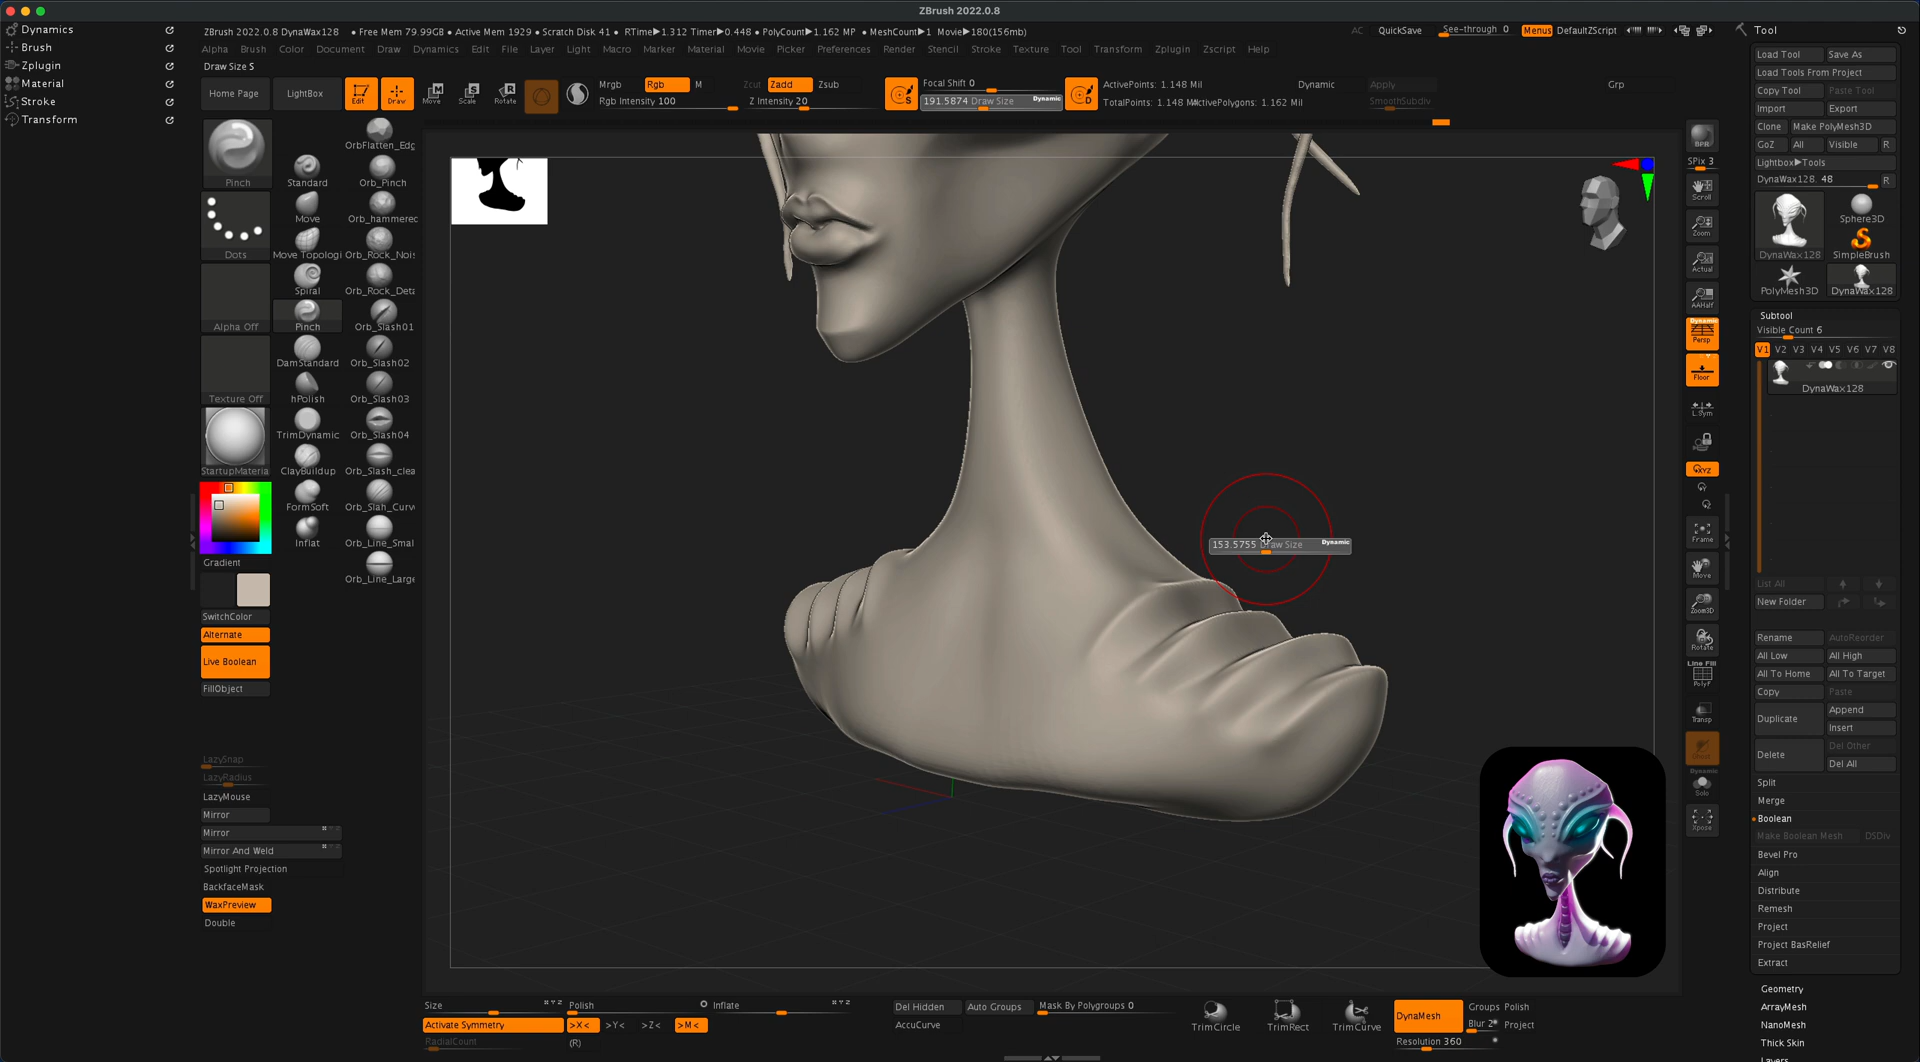 ZBrush 2022.0.8
Dynamics
Brush
Zplugin
Material
Stroke
Transform
ZBrush 2022.0.8 DynaWax128 • Free Mem 79.99GB • Active Mem 1929 • Scratch Disk 41 • RTime▶1.312 Timer▶0.448 • PolyCount▶1.162 MP • MeshCount▶1 Movie▶180(156mb)
AC QuickSave See-through 0 Menus DefaultZScript
Alpha Brush Color Document Draw Dynamics Edit File Layer Light Macro Marker Material Movie Picker Preferences Render Stencil Stroke Texture Tool Transform Zplugin Zscript Help
Draw Size S
Home Page LightBox Edit Draw Move Scale Rotate
Mrgb Rgb M Zcut Zadd Zsub
Rgb Intensity 100 Z Intensity 20
Focal Shift 0
191.5874 Draw Size Dynamic
ActivePoints: 1.148 Mil
TotalPoints: 1.148 Mil
ActivePolygons: 1.162 Mil
Dynamic Apply Grp
SmoothSubdiv
Pinch
Dots
Alpha Off
Texture Off
StartupMateria
Gradient
SwitchColor
Alternate
Live Boolean
FillObject
LazySnap
LazyRadius
LazyMouse
Mirror
Mirror
Mirror And Weld
Spotlight Projection
BackfaceMask
WaxPreview
Double
Standard
Move
Move Topologi
Spiral
Pinch
DamStandard
hPolish
TrimDynamic
ClayBuildup
FormSoft
Inflat
OrbFlatten_Edg
Orb_Pinch
Orb_hammered
Orb_Rock_Nois
Orb_Rock_Deta
Orb_Slash01
Orb_Slash02
Orb_Slash03
Orb_Slash04
Orb_Slash_clea
Orb_Slah_Curv
Orb_Line_Smal
Orb_Line_Large
153.5755 Draw Size Dynamic
BPR
SPix 3
Scroll
Zoom
Actual
AAHalf
Dynamic
Persp
Floor
L.Sym
XYZ
Frame
Move
Zoom3D
Rotate
Line Fill
PolyF
Transp
Dynamic
Solo
Xpose
Tool
Load Tool Save As
Load Tools From Project
Copy Tool Paste Tool
Import Export
Clone Make PolyMesh3D
GoZ All Visible R
Lightbox▶Tools
DynaWax128. 48 R
DynaWax128
Sphere3D
SimpleBrush
PolyMesh3D
DynaWax128
Subtool
Visible Count 6
V1 V2 V3 V4 V5 V6 V7 V8
DynaWax128
List All
New Folder
Rename AutoReorder
All Low All High
All To Home All To Target
Copy Paste
Duplicate Append
Insert
Delete Del Other
Del All
Split
Merge
Boolean
Make Boolean Mesh DSDiv
Bevel Pro
Align
Distribute
Remesh
Project
Project BasRelief
Extract
Geometry
ArrayMesh
NanoMesh
Thick Skin
Layers
Size Polish Inflate
Activate Symmetry >X< >Y< >Z< >M<
RadialCount (R)
Del Hidden Auto Groups Mask By Polygroups 0
AccuCurve
TrimCircle TrimRect TrimCurve
DynaMesh
Groups Polish
Blur 2 Project
Resolution 360